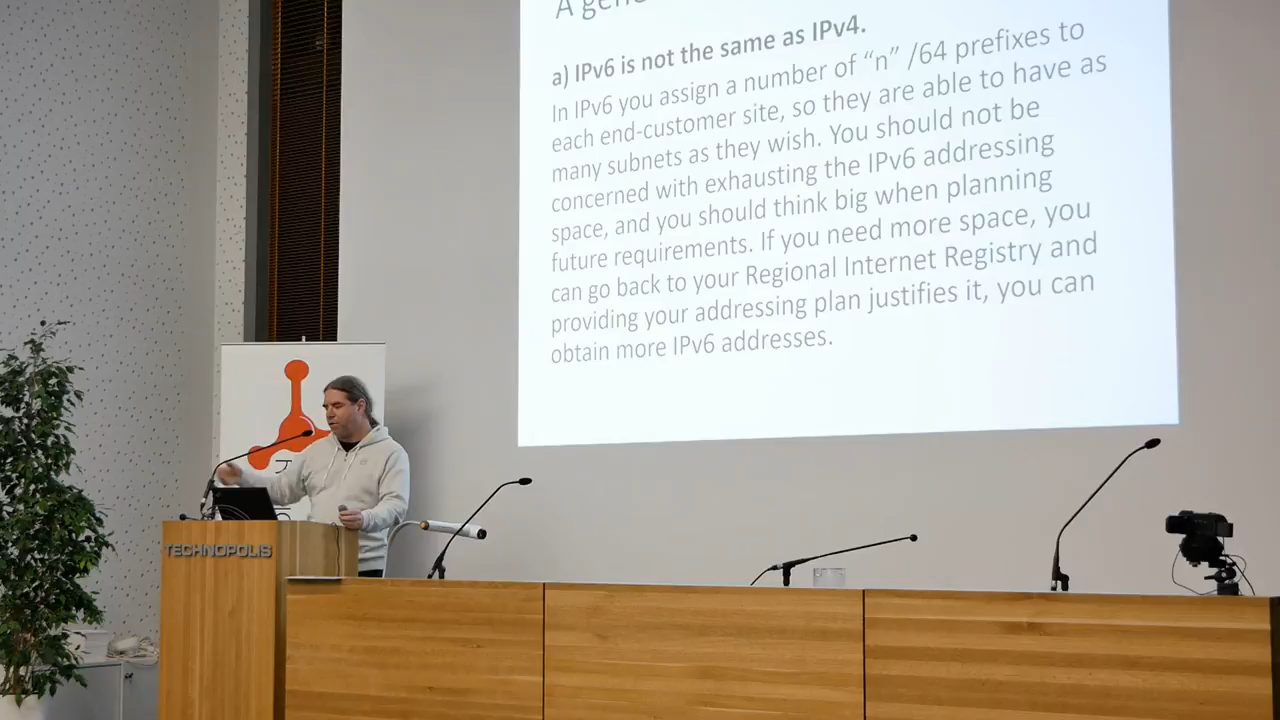 A gene
a) IPv6 is not the same as IPv4.
In IPv6 you assign a number of “n” /64 prefixes to
each end-customer site, so they are able to have as
many subnets as they wish. You should not be
concerned with exhausting the IPv6 addressing
space, and you should think big when planning
future requirements. If you need more space, you
can go back to your Regional Internet Registry and
providing your addressing plan justifies it, you can
obtain more IPv6 addresses.
TECHNOPOLIS